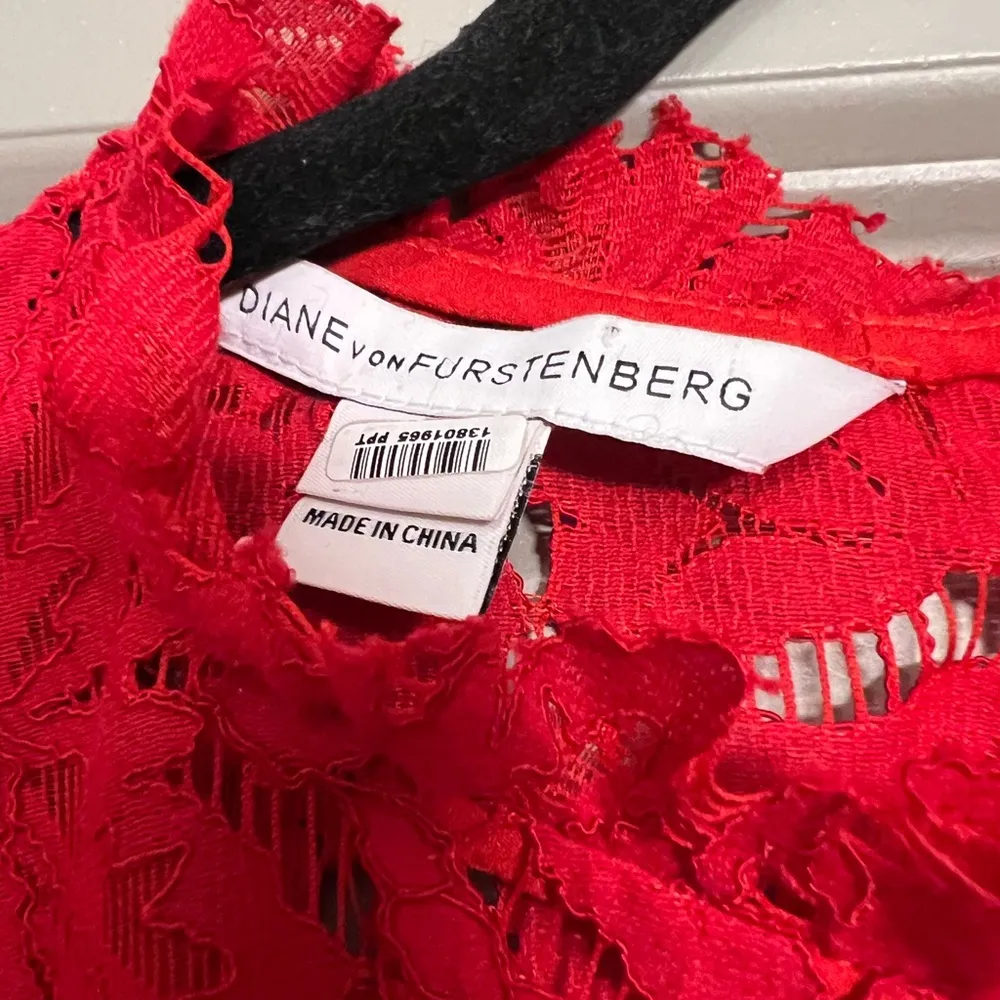 DIANE VON FURSTENBERG
13801965 PPT
MADE IN CHINA